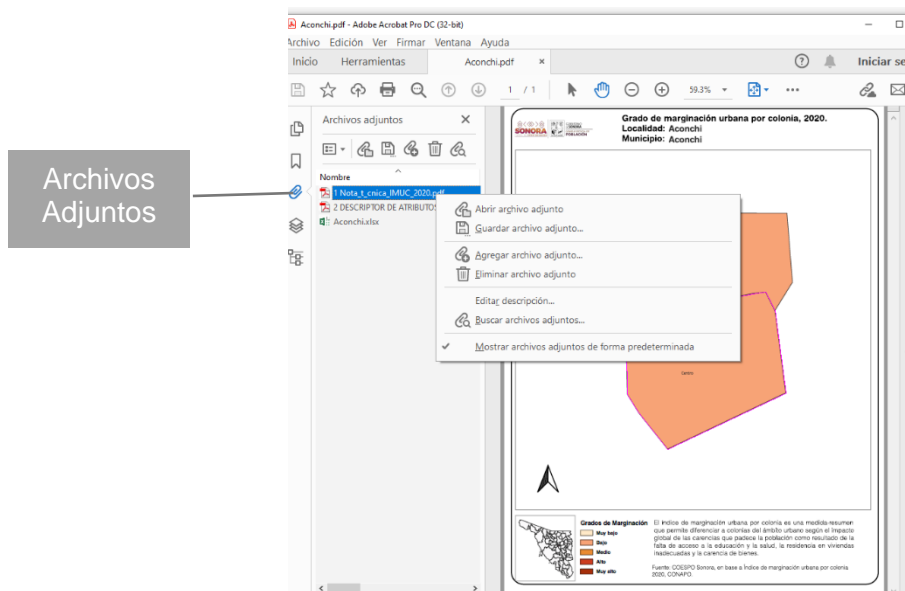 Aconchi.pdf - Adobe Acrobat Pro DC (32-bit)
Archivo Edición Ver Firmar Ventana Ayuda
Inicio Herramientas Aconchi.pdf × ? Iniciar se
1 / 1 59.3%
Archivos adjuntos
Nombre
1 Nota_t_cnica_IMUC_2020.pdf
2 DESCRIPTOR DE ATRIBUTOS
Aconchi.xlsx
Archivos
Adjuntos
Abrir archivo adjunto
Guardar archivo adjunto...
Agregar archivo adjunto...
Eliminar archivo adjunto
Editar descripción...
Buscar archivos adjuntos...
Mostrar archivos adjuntos de forma predeterminada
SONORA
Grado de marginación urbana por colonia, 2020.
Localidad: Aconchi
Municipio: Aconchi
Centro
Grados de Marginación
Muy bajo
Bajo
Medio
Alto
Muy alto
El índice de marginación urbana por colonia es una medida-resumen
que permite diferenciar a colonias del ámbito urbano según el impacto
global de las carencias que padece la población como resultado de la
falta de acceso a la educación y la salud, la residencia en viviendas
inadecuadas y la carencia de bienes.
Fuente: COESPO Sonora, en base a Índice de marginación urbana por colonia
2020, CONAPO.